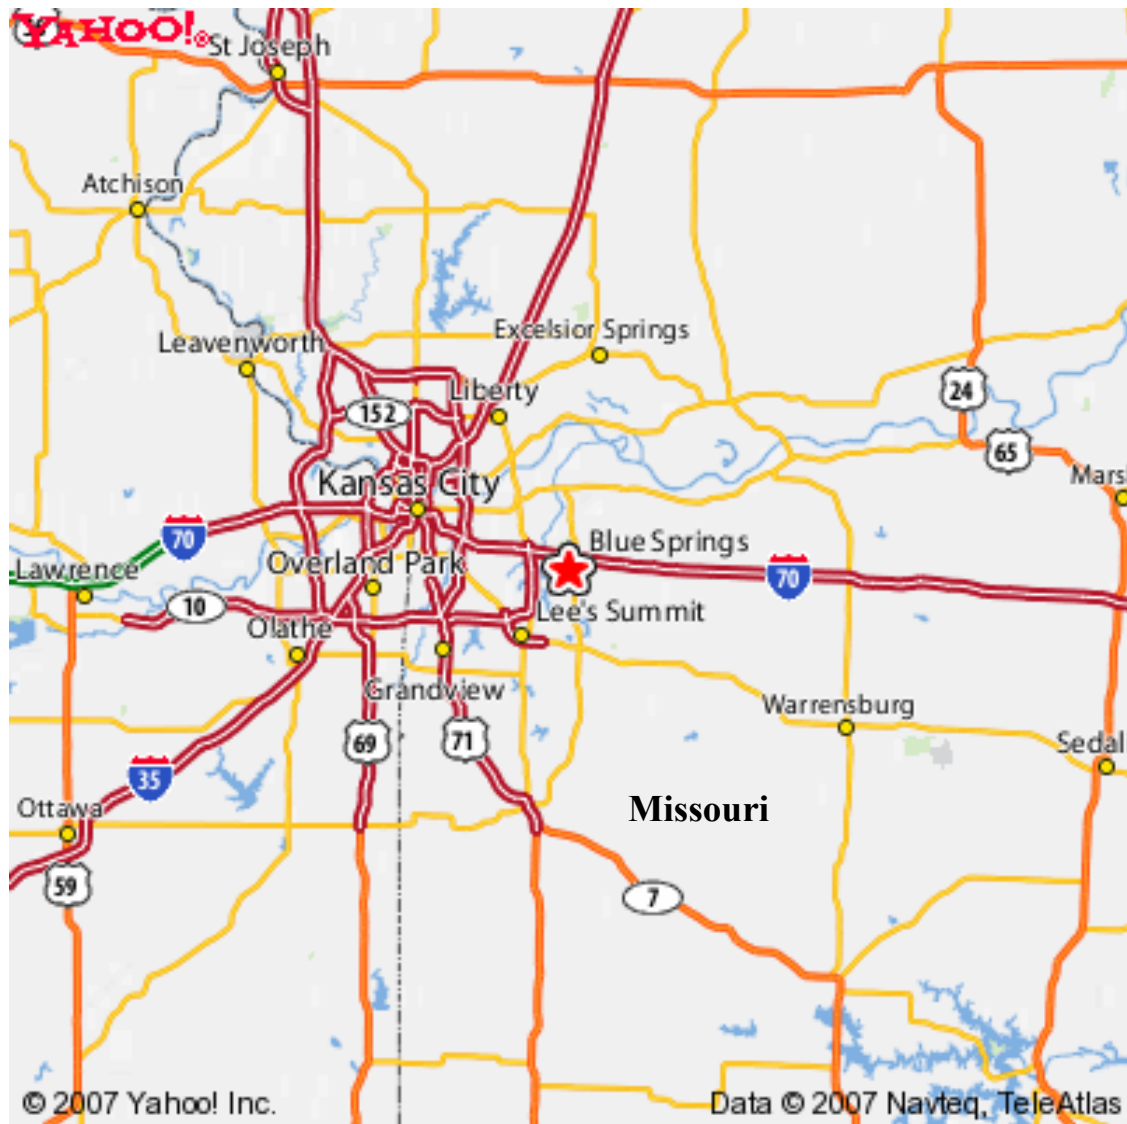 YAHOO!®
36
St Joseph
Atchison
Excelsior Springs
Leavenworth
Liberty
24
152
65
Kansas City
Mars
70
Blue Springs
Overland Park
Lawrence
70
10
Lee's Summit
Olathe
Grandview
Warrensburg
69
71
Sedal
35
Ottawa
Missouri
59
7
© 2007 Yahoo! Inc.
Data © 2007 Navteq, TeleAtlas